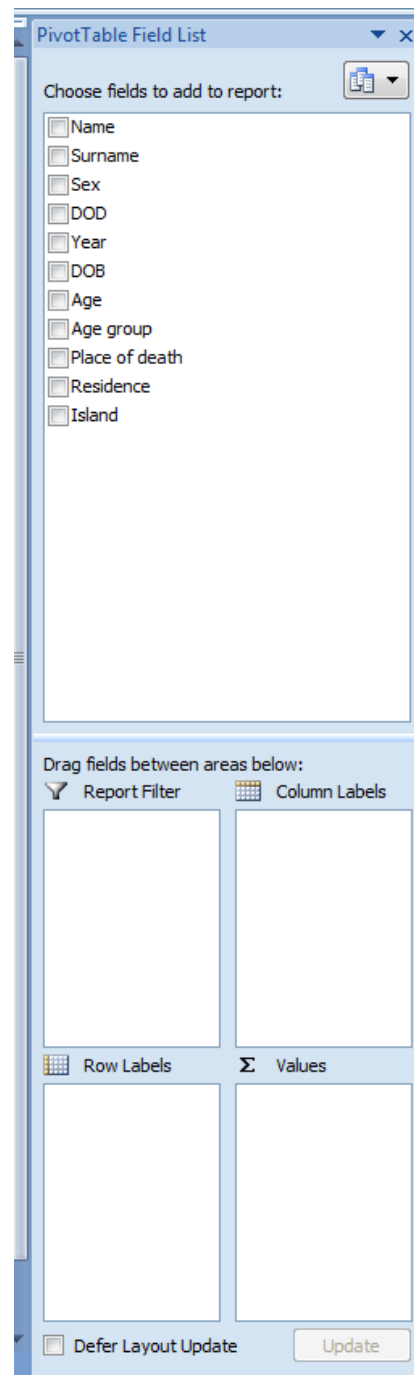 PivotTable Field List
Choose fields to add to report:
Name
Surname
Sex
DOD
Year
DOB
Age
Age group
Place of death
Residence
Island
Drag fields between areas below:
Report Filter
Column Labels
Row Labels
Σ Values
Defer Layout Update
Update